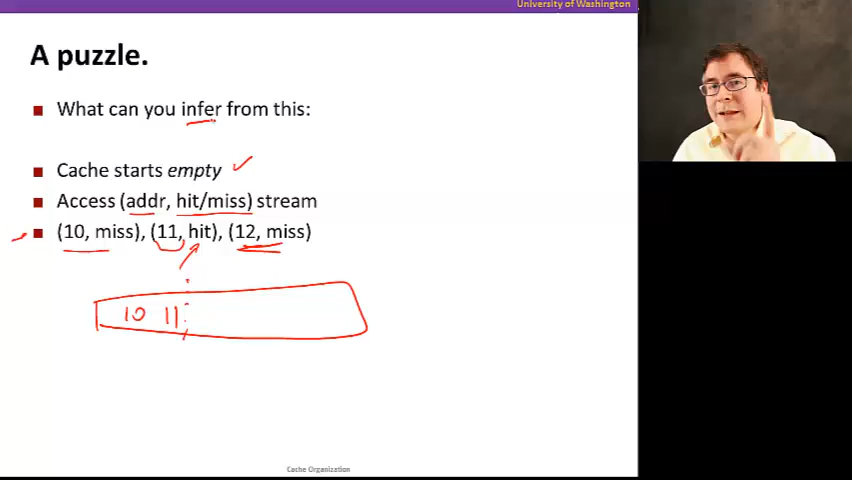 University of Washington
A puzzle.
What can you infer from this:
Cache starts empty
Access (addr, hit/miss) stream
(10, miss), (11, hit), (12, miss)
10 11
Cache Organization